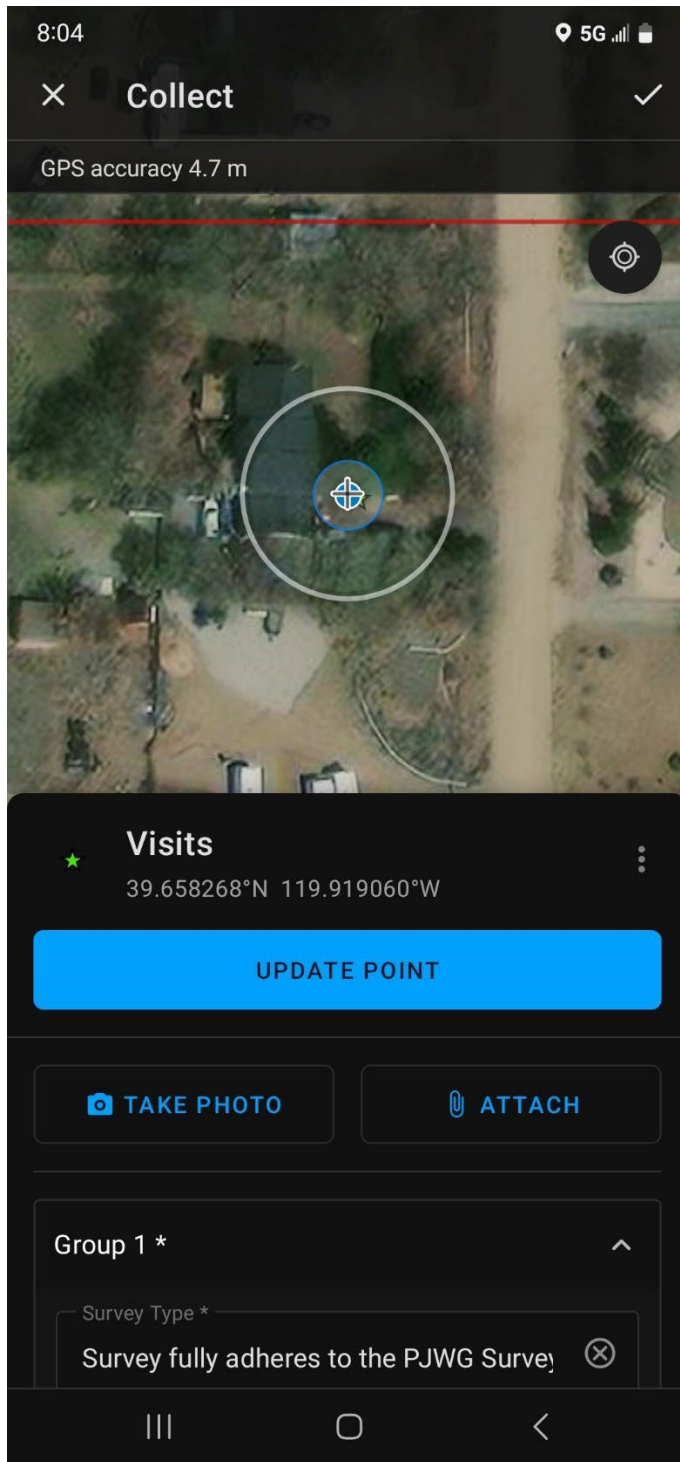 8:04
5G
Collect
GPS accuracy 4.7 m
Visits
39.658268°N 119.919060°W
UPDATE POINT
TAKE PHOTO
ATTACH
Group 1 *
Survey Type *
Survey fully adheres to the PJWG Survey